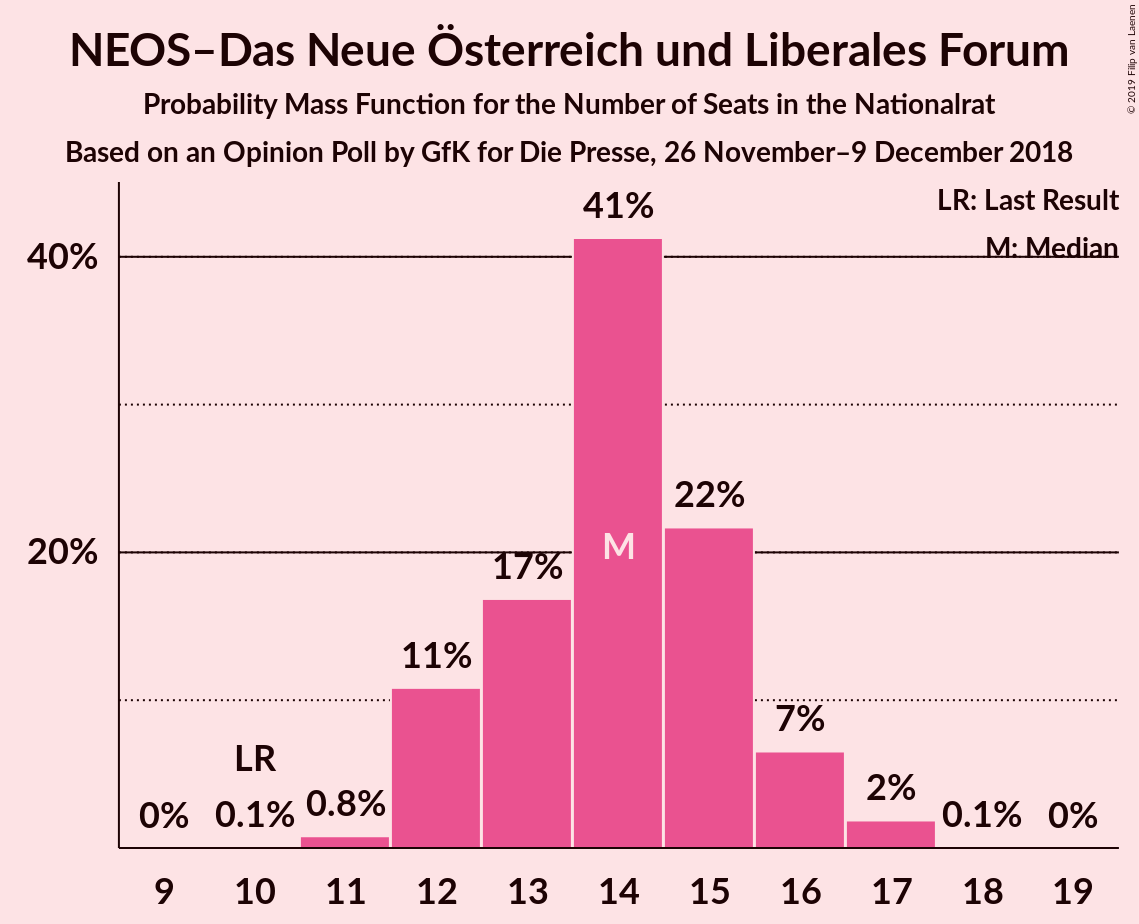 NEOS–Das Neue Österreich und Liberales Forum
Probability Mass Function for the Number of Seats in the Nationalrat
Based on an Opinion Poll by GfK for Die Presse, 26 November–9 December 2018
© 2019 Filip van Laenen
LR: Last Result
M: Median
41%
40%
22%
20%
17%
M
11%
7%
LR
2%
0%
0.1%
0.8%
0.1%
0%
9 10 11 12 13 14 15 16 17 18 19